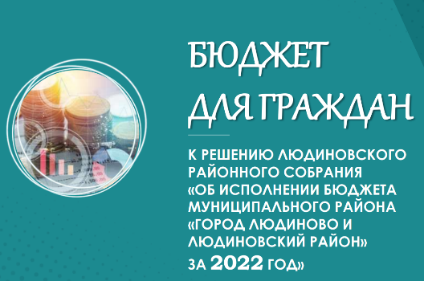 БЮДЖЕТ
ДЛЯ ГРАЖДАН
К РЕШЕНИЮ ЛЮДИНОВСКОГО
РАЙОННОГО СОБРАНИЯ
«ОБ ИСПОЛНЕНИИ БЮДЖЕТА
МУНИЦИПАЛЬНОГО РАЙОНА
«ГОРОД ЛЮДИНОВО И
ЛЮДИНОВСКИЙ РАЙОН»
ЗА 2022 ГОД»